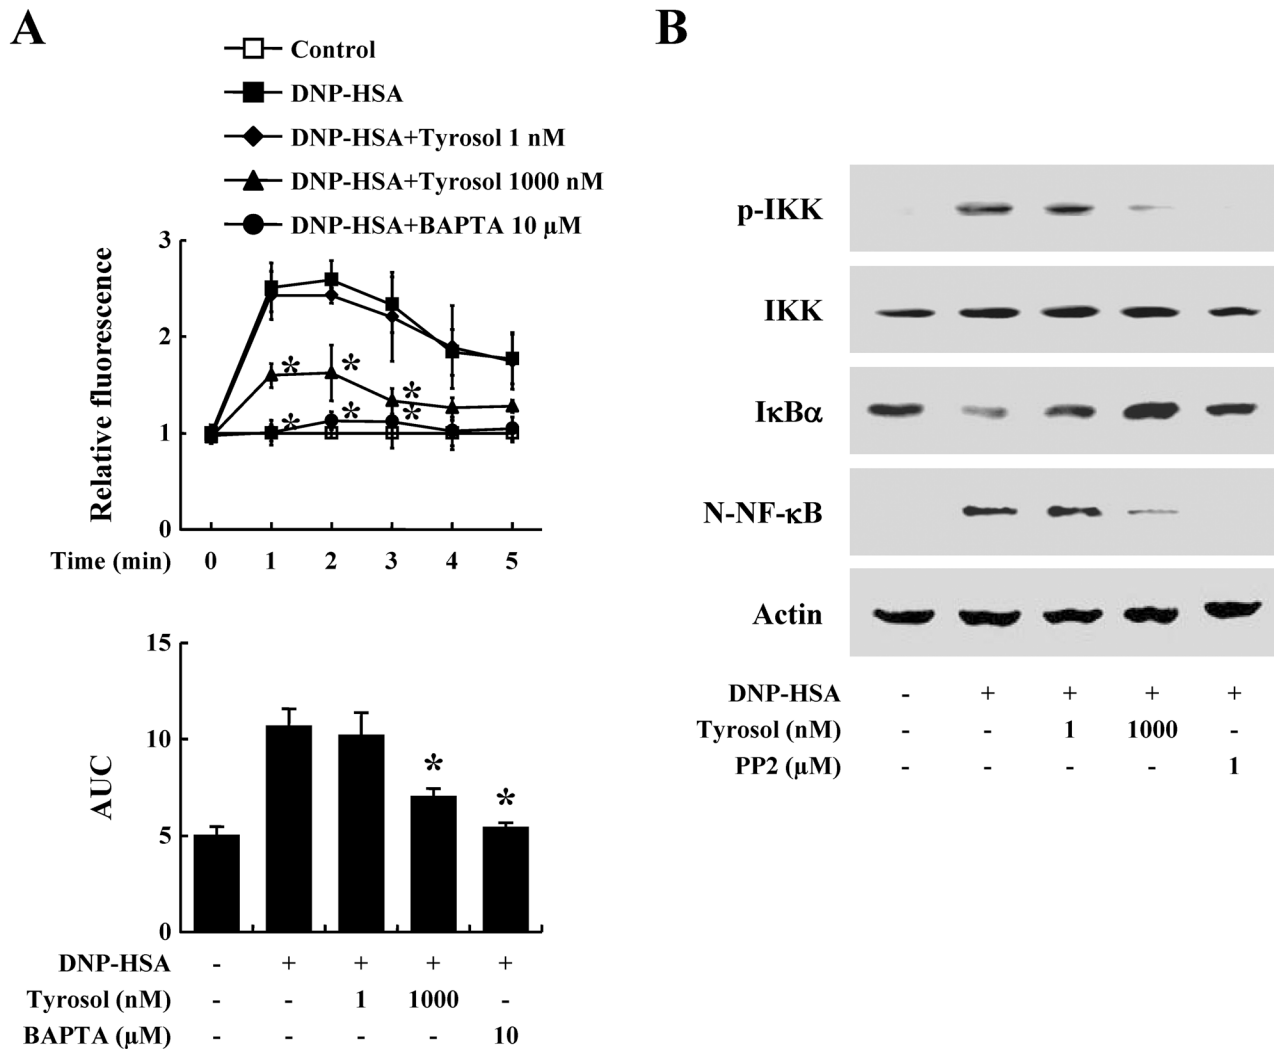 A
Control
DNP-HSA
DNP-HSA+Tyrosol 1 nM
DNP-HSA+Tyrosol 1000 nM
DNP-HSA+BAPTA 10 μM
Relative fluorescence
3
2
1
0
* * *
* * *
Time (min) 0 1 2 3 4 5
AUC
15
10
5
0
* *
DNP-HSA - + + + +
Tyrosol (nM) - - 1 1000 -
BAPTA (μM) - - - - 10
B
p-IKK
IKK
IκBα
N-NF-κB
Actin
DNP-HSA - + + + +
Tyrosol (nM) - - 1 1000 -
PP2 (μM) - - - - 1